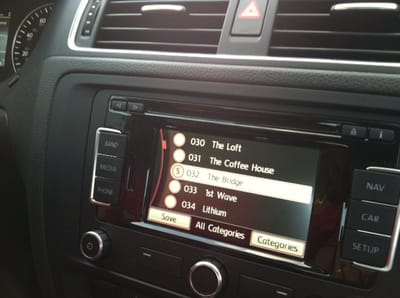 030 The Loft
031 The Coffee House
S 032 The Bridge
033 1st Wave
034 Lithium
Save All Categories Categories
BAND
MEDIA
PHONE
NAV
CAR
SETUP